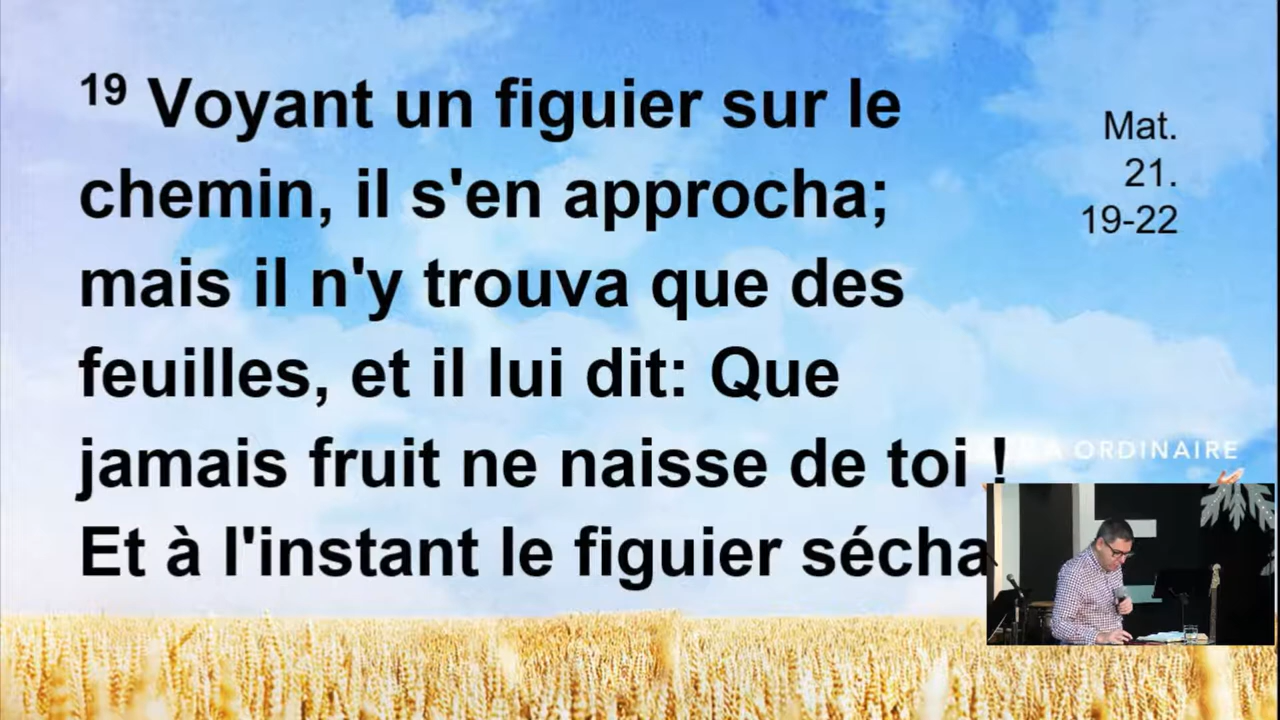 19 Voyant un figuier sur le
chemin, il s'en approcha;
mais il n'y trouva que des
feuilles, et il lui dit: Que
jamais fruit ne naisse de toi !
Et à l'instant le figuier sécha
Mat.
21.
19-22
ORDINAIRE